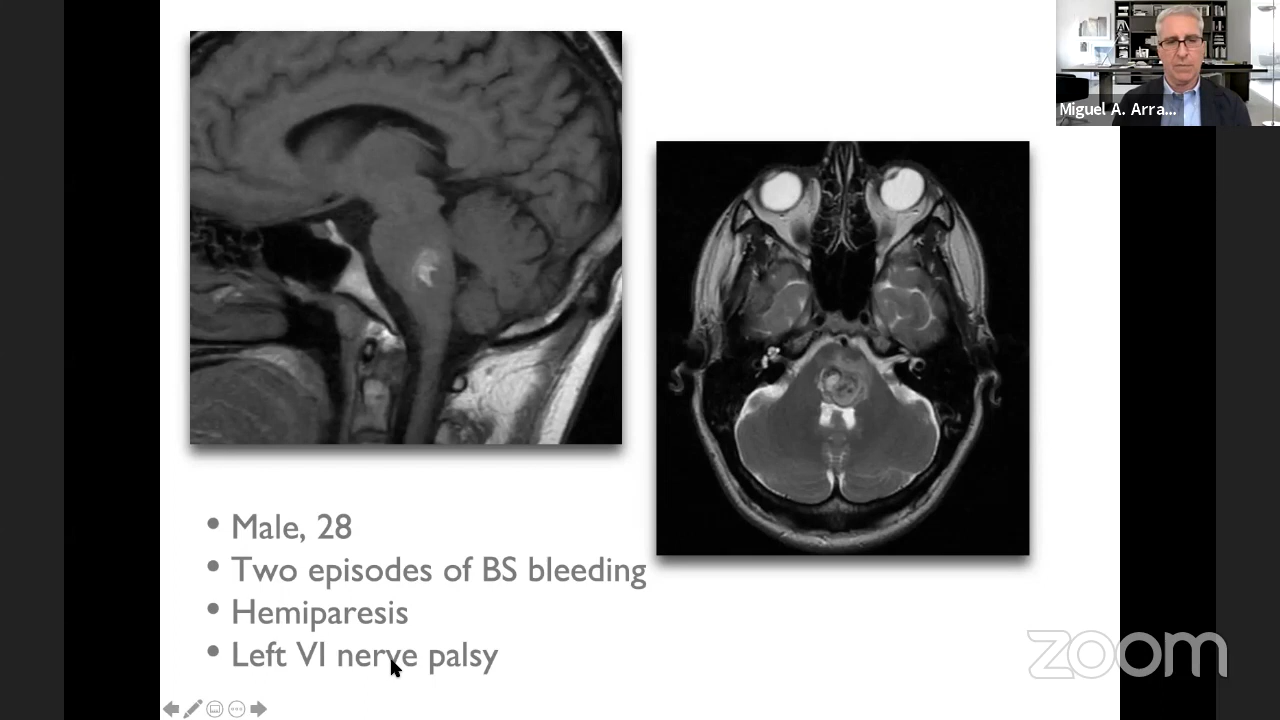 Miguel A. Arra...
• Male, 28
• Two episodes of BS bleeding
• Hemiparesis
• Left VI nerve palsy
zoom